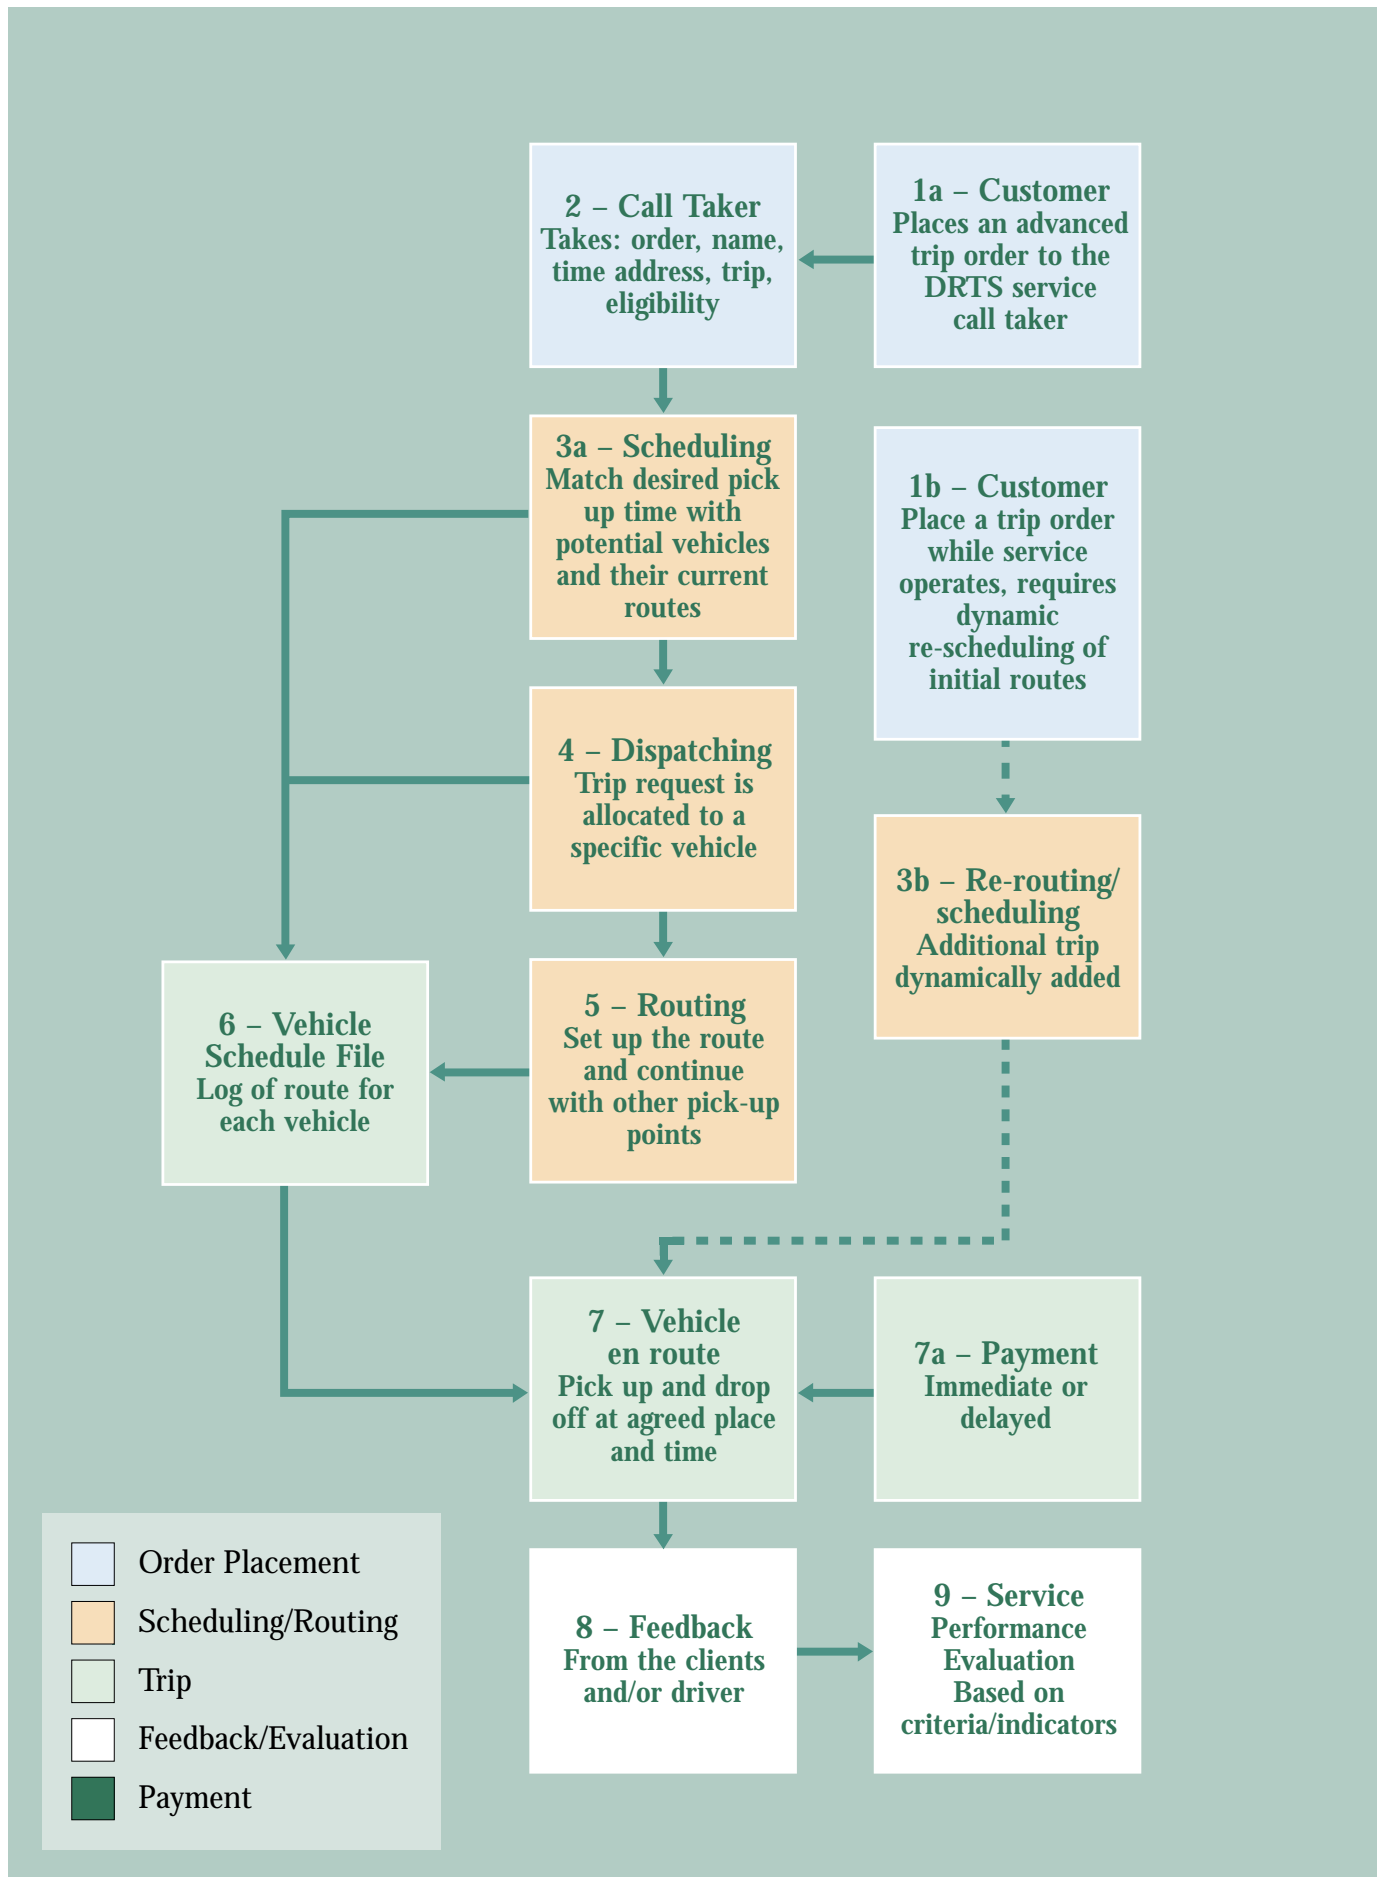 2 – Call Taker
Takes: order, name,
time address, trip,
eligibility
1a – Customer
Places an advanced
trip order to the
DRTS service
call taker
3a – Scheduling
Match desired pick
up time with
potential vehicles
and their current
routes
1b – Customer
Place a trip order
while service
operates, requires
dynamic
re-scheduling of
initial routes
4 – Dispatching
Trip request is
allocated to a
specific vehicle
3b – Re-routing/
scheduling
Additional trip
dynamically added
6 – Vehicle
Schedule File
Log of route for
each vehicle
5 – Routing
Set up the route
and continue
with other pick-up
points
7 – Vehicle
en route
Pick up and drop
off at agreed place
and time
7a – Payment
Immediate or
delayed
8 – Feedback
From the clients
and/or driver
9 – Service
Performance
Evaluation
Based on
criteria/indicators
Order Placement
Scheduling/Routing
Trip
Feedback/Evaluation
Payment